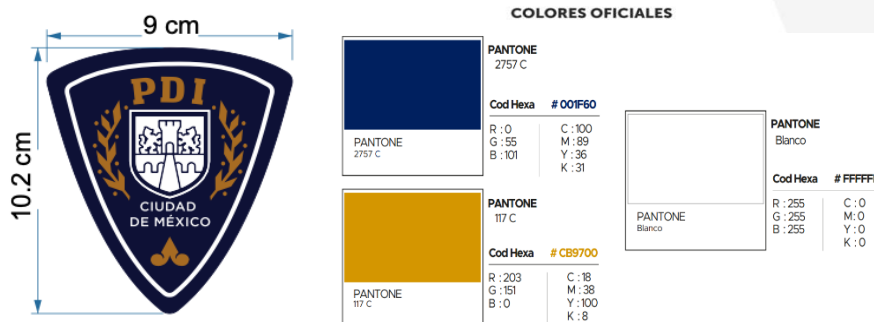 9 cm
10.2 cm
PDI
CIUDAD
DE MÉXICO
COLORES OFICIALES
PANTONE
2757 C
PANTONE
2757 C
Cod Hexa # 001F60
R : 0 C : 100
G : 55 M : 89
B : 101 Y : 36
K : 31
PANTONE
117 C
PANTONE
117 C
Cod Hexa # CB9700
R : 203 C : 18
G : 151 M : 38
B : 0 Y : 100
K : 8
PANTONE
Blanco
PANTONE
Blanco
Cod Hexa # FFFFF
R : 255 C : 0
G : 255 M : 0
B : 255 Y : 0
K : 0